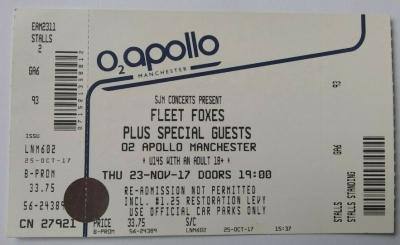 EAM2311
STALLS
2
GA6
93
ISSU
LNM602
25-OCT-17
B-PROM
33.75
56-24389
CN 27921
O2 apollo
MANCHESTER
SJM CONCERTS PRESENT
FLEET FOXES
PLUS SPECIAL GUESTS
O2 APOLLO MANCHESTER
* U14S WITH AN ADULT 18+ *
THU 23-NOV-17 DOORS 19:00
RE-ADMISSION NOT PERMITTED
INCL. #1.25 RESTORATION LEVY
USE OFFICIAL CAR PARKS ONLY
PRICE 33.75 S/C
B-PROM 56-24389 LNM602 25-OCT-17 15:37
93
GA6
STALLS
STALLS STANDING